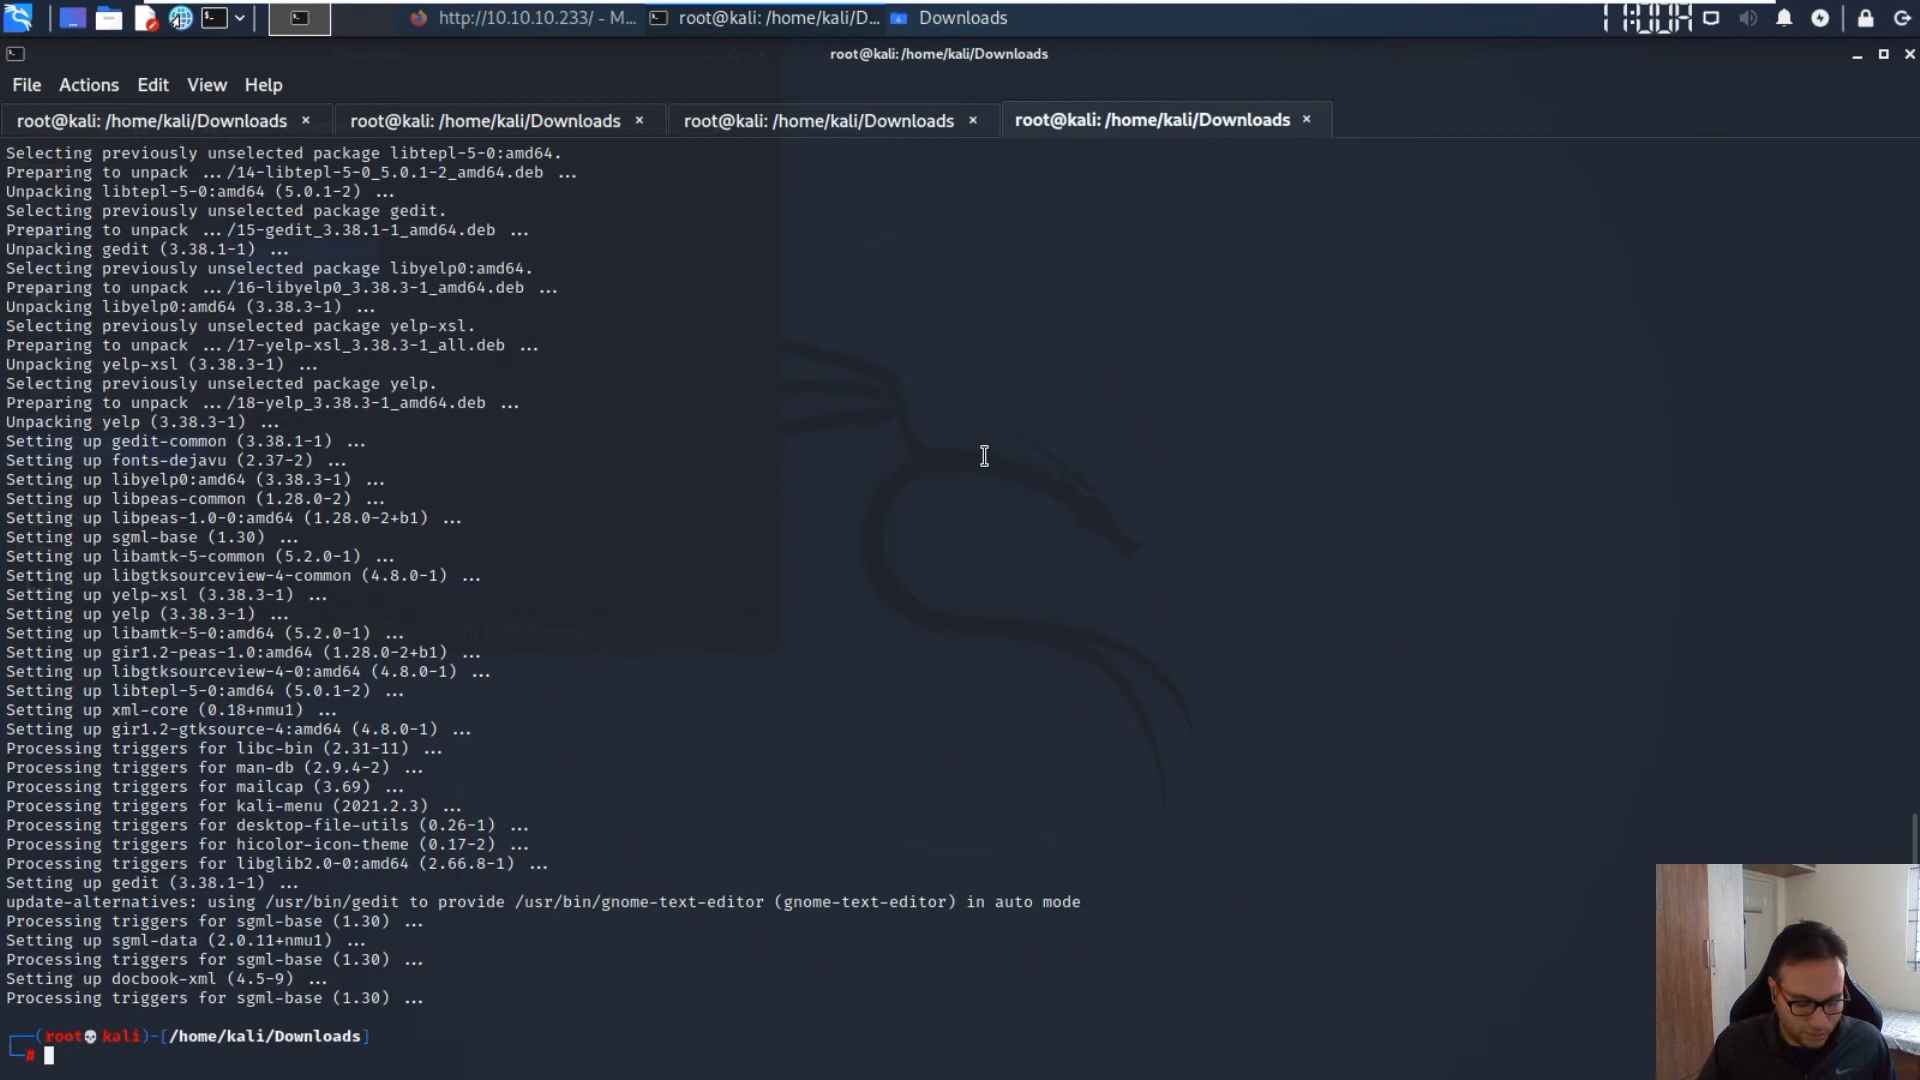 http://10.10.10.233/ - M...
root@kali: /home/kali/D...
Downloads
root@kali: /home/kali/Downloads
File Actions Edit View Help
root@kali: /home/kali/Downloads × root@kali: /home/kali/Downloads × root@kali: /home/kali/Downloads × root@kali: /home/kali/Downloads ×
Selecting previously unselected package libtepl-5-0:amd64.
Preparing to unpack .../14-libtepl-5-0_5.0.1-2_amd64.deb ...
Unpacking libtepl-5-0:amd64 (5.0.1-2) ...
Selecting previously unselected package gedit.
Preparing to unpack .../15-gedit_3.38.1-1_amd64.deb ...
Unpacking gedit (3.38.1-1) ...
Selecting previously unselected package libyelp0:amd64.
Preparing to unpack .../16-libyelp0_3.38.3-1_amd64.deb ...
Unpacking libyelp0:amd64 (3.38.3-1) ...
Selecting previously unselected package yelp-xsl.
Preparing to unpack .../17-yelp-xsl_3.38.3-1_all.deb ...
Unpacking yelp-xsl (3.38.3-1) ...
Selecting previously unselected package yelp.
Preparing to unpack .../18-yelp_3.38.3-1_amd64.deb ...
Unpacking yelp (3.38.3-1) ...
Setting up gedit-common (3.38.1-1) ...
Setting up fonts-dejavu (2.37-2) ...
Setting up libyelp0:amd64 (3.38.3-1) ...
Setting up libpeas-common (1.28.0-2) ...
Setting up libpeas-1.0-0:amd64 (1.28.0-2+b1) ...
Setting up sgml-base (1.30) ...
Setting up libamtk-5-common (5.2.0-1) ...
Setting up libgtksourceview-4-common (4.8.0-1) ...
Setting up yelp-xsl (3.38.3-1) ...
Setting up yelp (3.38.3-1) ...
Setting up libamtk-5-0:amd64 (5.2.0-1) ...
Setting up gir1.2-peas-1.0:amd64 (1.28.0-2+b1) ...
Setting up libgtksourceview-4-0:amd64 (4.8.0-1) ...
Setting up libtepl-5-0:amd64 (5.0.1-2) ...
Setting up xml-core (0.18+nmu1) ...
Setting up gir1.2-gtksource-4:amd64 (4.8.0-1) ...
Processing triggers for libc-bin (2.31-11) ...
Processing triggers for man-db (2.9.4-2) ...
Processing triggers for mailcap (3.69) ...
Processing triggers for kali-menu (2021.2.3) ...
Processing triggers for desktop-file-utils (0.26-1) ...
Processing triggers for hicolor-icon-theme (0.17-2) ...
Processing triggers for libglib2.0-0:amd64 (2.66.8-1) ...
Setting up gedit (3.38.1-1) ...
update-alternatives: using /usr/bin/gedit to provide /usr/bin/gnome-text-editor (gnome-text-editor) in auto mode
Processing triggers for sgml-base (1.30) ...
Setting up sgml-data (2.0.11+nmu1) ...
Processing triggers for sgml-base (1.30) ...
Setting up docbook-xml (4.5-9) ...
Processing triggers for sgml-base (1.30) ...
┌──(root💀kali)-[/home/kali/Downloads]
└─#